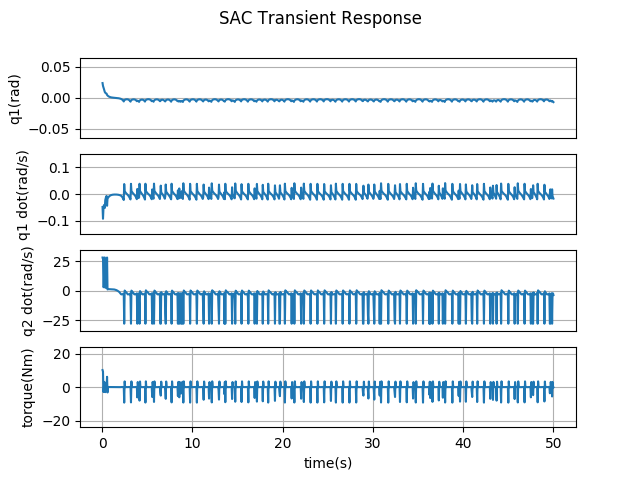 SAC Transient Response
q1(rad)
0.05
0.00
−0.05
q1 dot(rad/s)
0.1
0.0
−0.1
q2 dot(rad/s)
25
0
−25
torque(Nm)
20
0
−20
0 10 20 30 40 50
time(s)